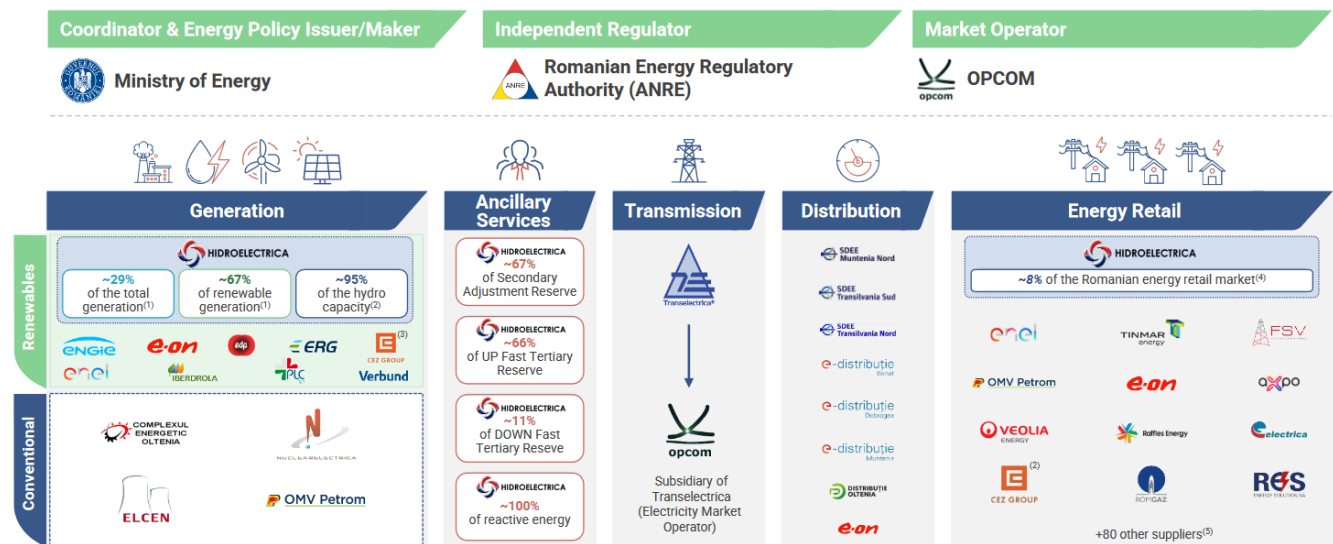 Coordinator & Energy Policy Issuer/Maker
Independent Regulator
Market Operator
GUVERNUL ROMÂNIEI
Ministry of Energy
ANRE
Romanian Energy Regulatory
Authority (ANRE)
opcom
OPCOM
Generation
Ancillary
Services
Transmission
Distribution
Energy Retail
Renewables
HIDROELECTRICA
~29%
of the total
generation(1)
~67%
of renewable
generation(1)
~95%
of the hydro
capacity(2)
ENGIE
e·on
edp
ERG
(3)
CEZ GROUP
enel
IBERDROLA
PLC
Verbund
Conventional
COMPLEXUL
ENERGETIC
OLTENIA
NUCLEARELECTRICA
ELCEN
OMV Petrom
HIDROELECTRICA
~67%
of Secondary
Adjustment Reserve
HIDROELECTRICA
~66%
of UP Fast Tertiary
Reserve
HIDROELECTRICA
~11%
of DOWN Fast
Tertiary Reseve
HIDROELECTRICA
~100%
of reactive energy
Transelectrica®
opcom
Subsidiary of
Transelectrica
(Electricity Market
Operator)
SDEE
Muntenia Nord
SDEE
Transilvania Sud
SDEE
Transilvania Nord
e-distribuție
Banat
e-distribuție
Dobrogea
e-distribuție
Muntenia
DISTRIBUȚIE
OLTENIA
e·on
HIDROELECTRICA
~8% of the Romanian energy retail market(4)
enel
TINMAR
energy
FSV
OMV Petrom
e·on
axpo
VEOLIA
ENERGY
Raffles Energy
electrica
CEZ GROUP
(2)
ROMGAZ
RES
ENERGY SOLUTION SA
+80 other suppliers(5)